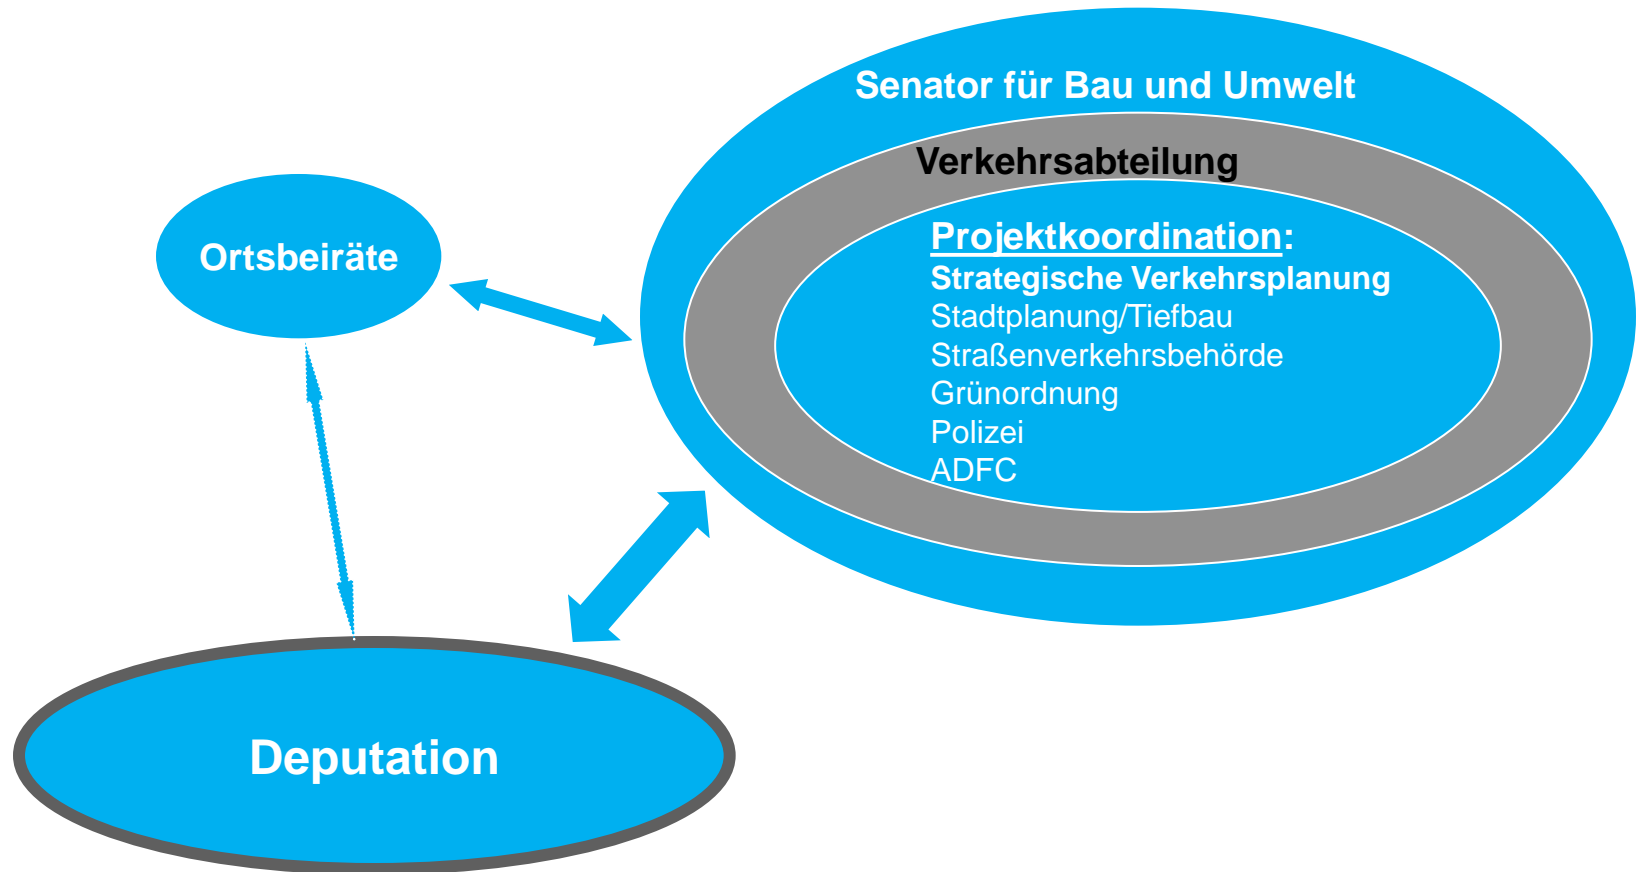 Senator für Bau und Umwelt
Verkehrsabteilung
Ortsbeiräte
Projektkoordination:
Strategische Verkehrsplanung
Stadtplanung/Tiefbau
Straßenverkehrsbehörde
Grünordnung
Polizei
ADFC
Deputation